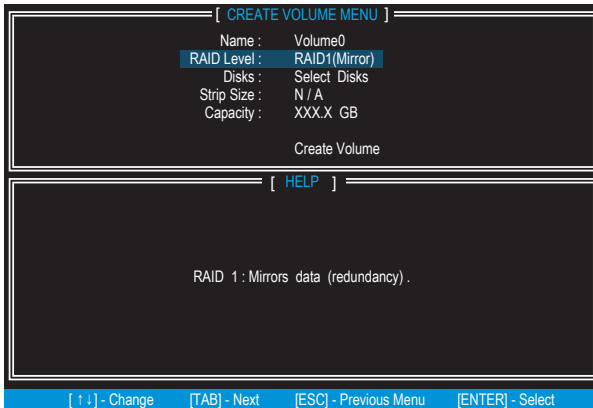 [ CREATE VOLUME MENU ]
Name : Volume0
RAID Level : RAID1(Mirror)
Disks : Select Disks
Strip Size : N / A
Capacity : XXX.X GB
Create Volume
[ HELP ]
RAID 1 : Mirrors data (redundancy) .
[ ↑↓] - Change [TAB] - Next [ESC] - Previous Menu [ENTER] - Select